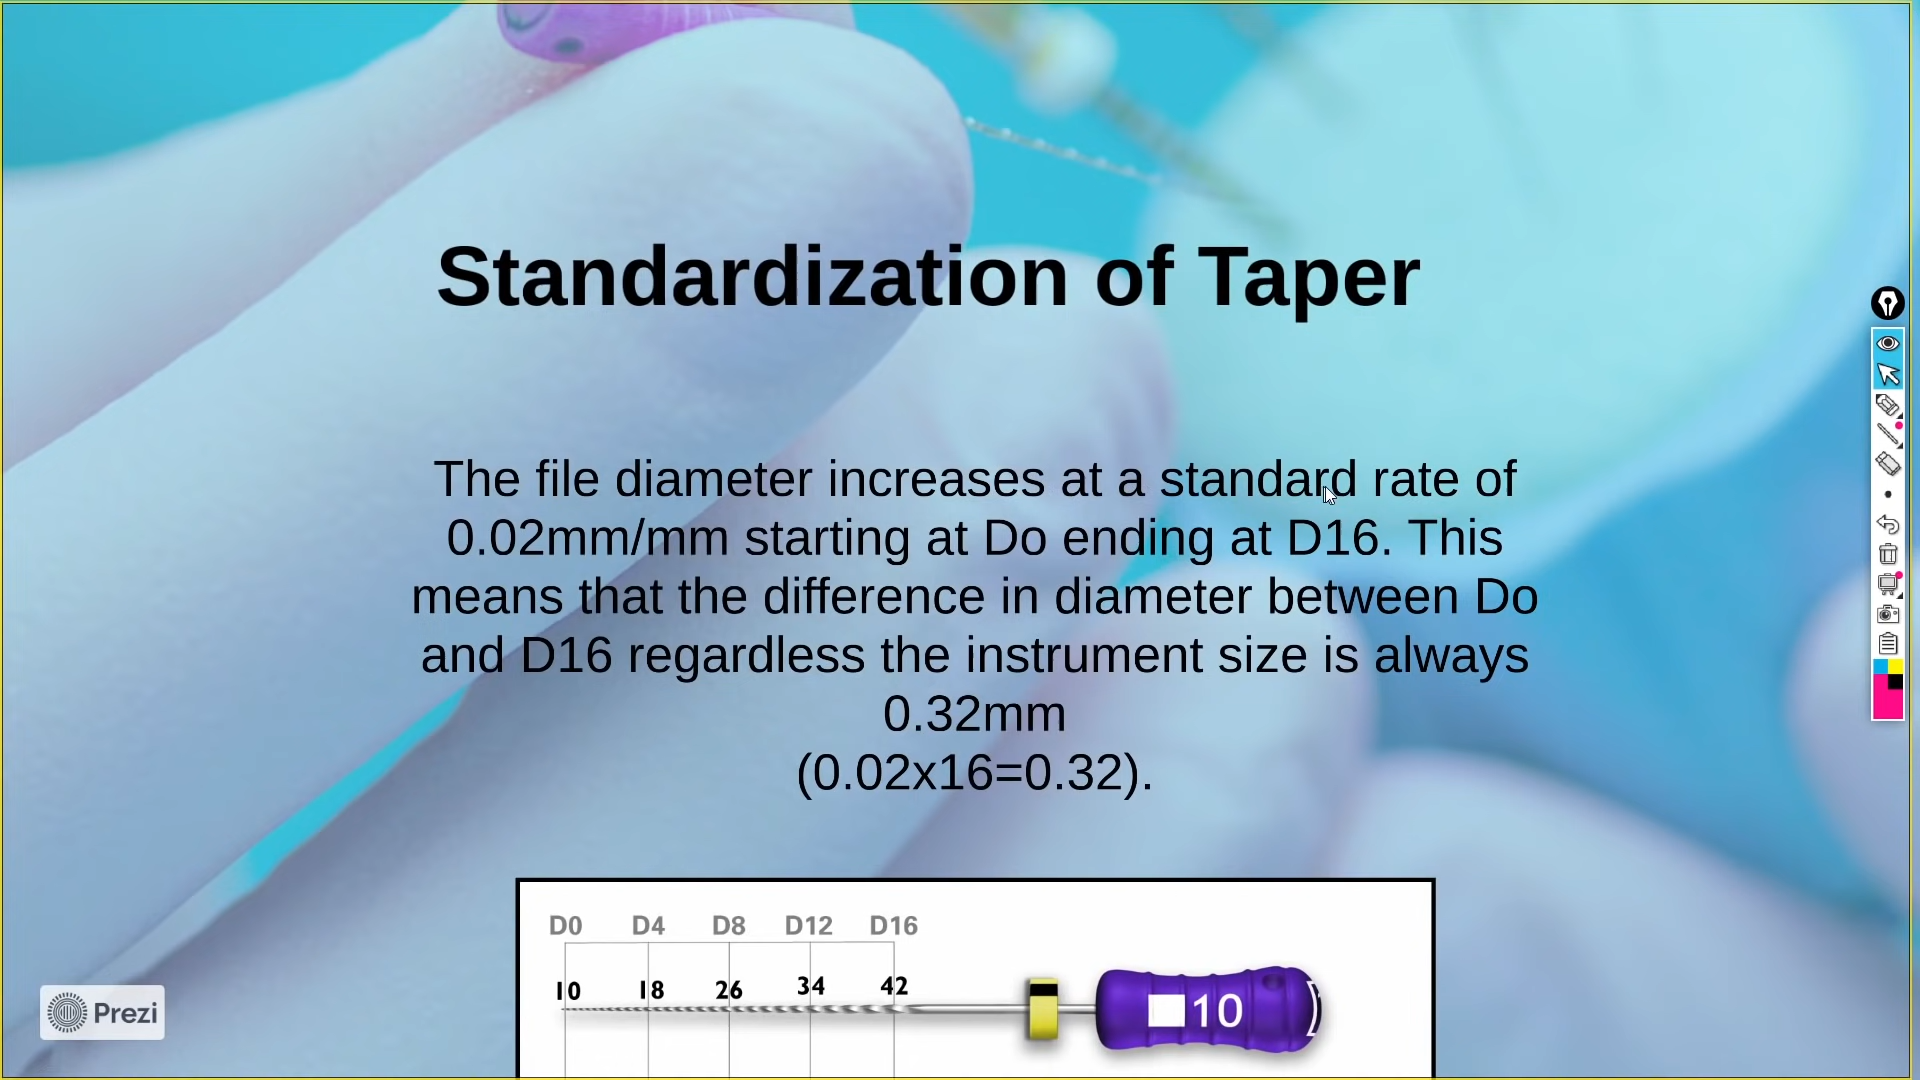 Standardization of Taper
The file diameter increases at a standard rate of
0.02mm/mm starting at Do ending at D16. This
means that the difference in diameter between Do
and D16 regardless the instrument size is always
0.32mm
(0.02x16=0.32).
D0 D4 D8 D12 D16
10 18 26 34 42
10
Prezi